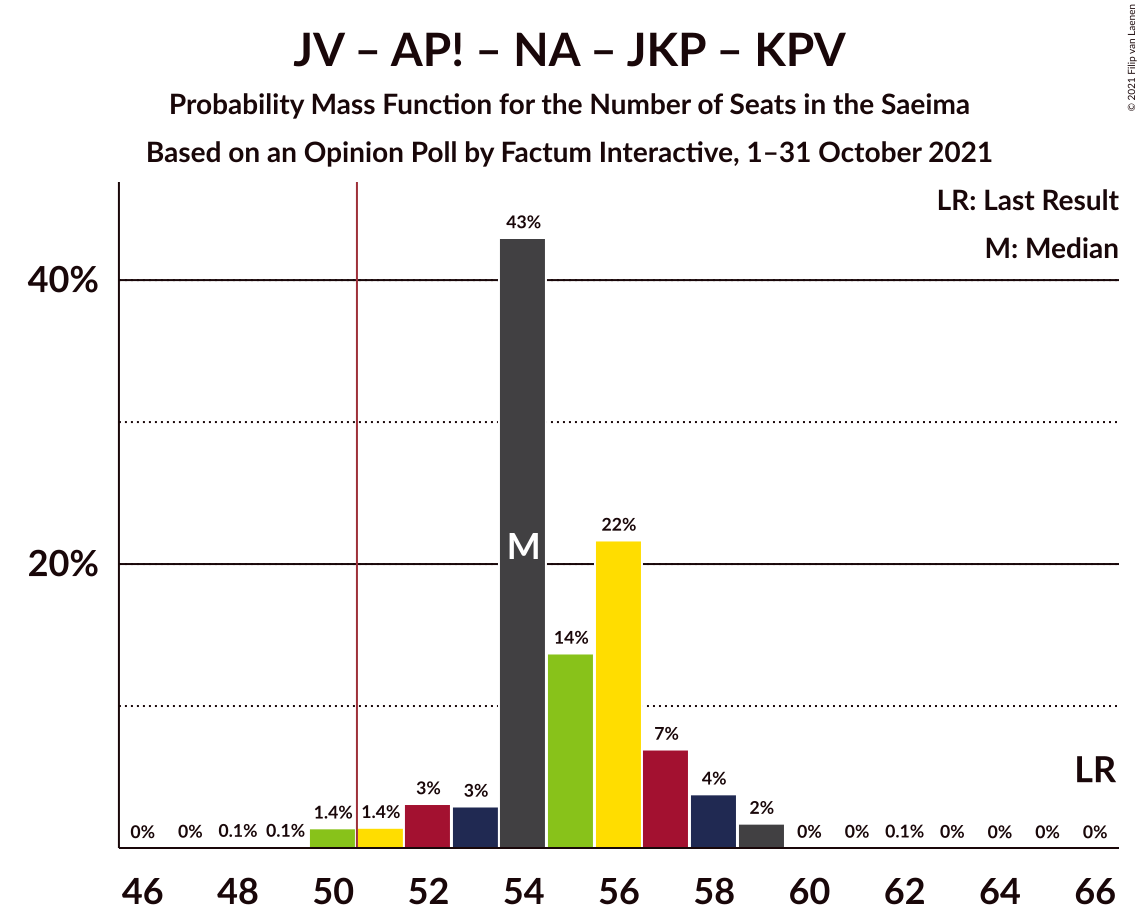 JV – AP! – NA – JKP – KPV
Probability Mass Function for the Number of Seats in the Saeima
Based on an Opinion Poll by Factum Interactive, 1–31 October 2021
© 2021 Filip van Laenen
LR: Last Result
M: Median
43%
40%
22%
M
20%
14%
7%
LR
4%
3% 3%
2%
1.4% 1.4%
0% 0% 0.1% 0.1% 0% 0% 0.1% 0% 0% 0% 0%
46 48 50 52 54 56 58 60 62 64 66